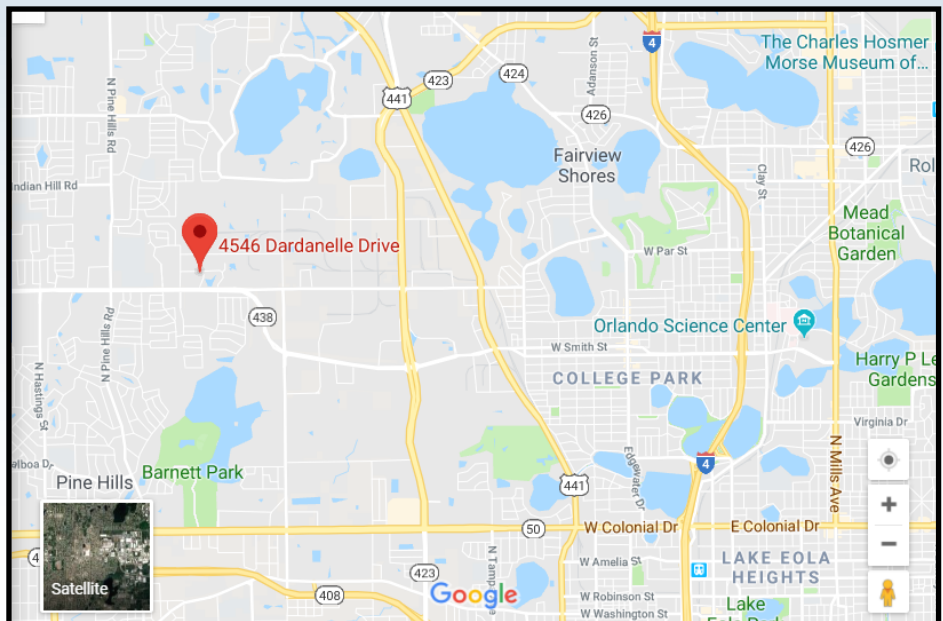 4
The Charles Hosmer
Morse Museum of...
423
424
Adanson St
441
426
N Pine Hills Rd
426
Fairview
Shores
Clay St
Rol
Indian Hill Rd
Mead
Botanical
Garden
4546 Dardanelle Drive
W Par St
438
Orlando Science Center
N Pine Hills Rd
W Smith St
N Hastings St
COLLEGE PARK
Harry P Le
Gardens
Virginia Dr
N Mills Ave
Edgewater Dr
alboa Dr
Barnett Park
4
Pine Hills
441
50
W Colonial Dr
E Colonial Dr
4
W Amelia St
LAKE EOLA
HEIGHTS
423
N Tamp
Satellite
408
Google
W Robinson St
W Washington St
Lake